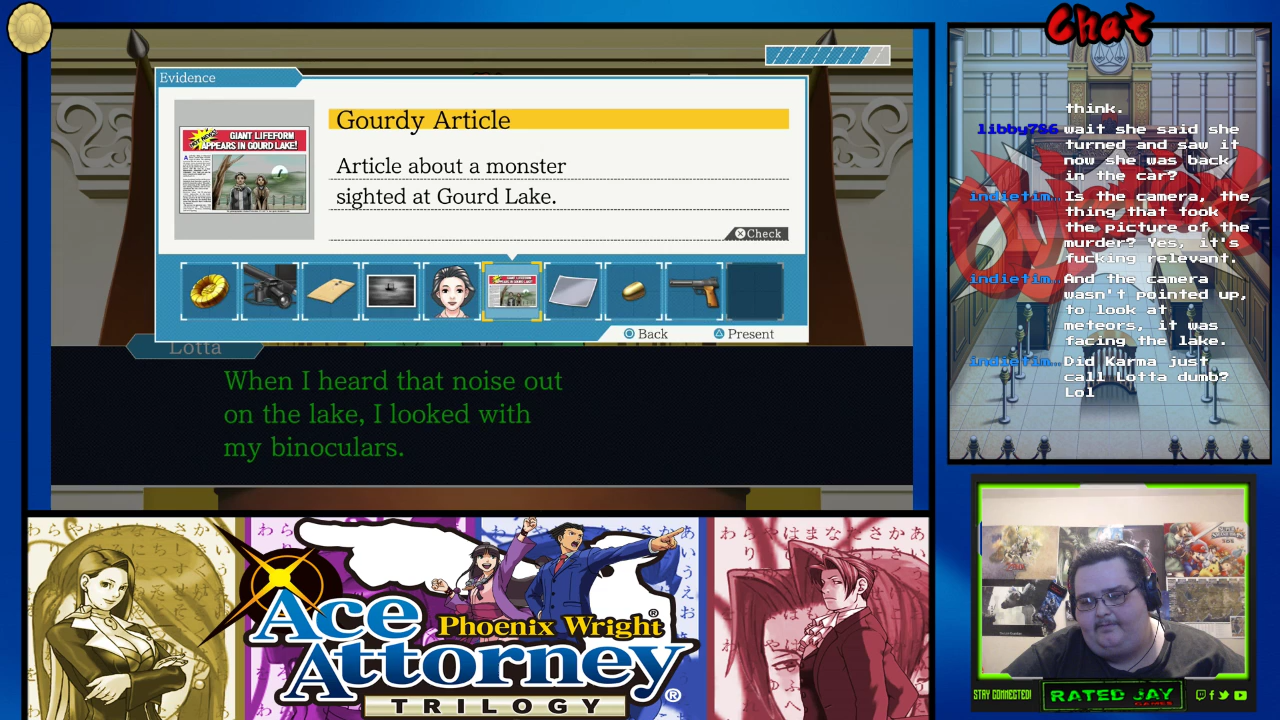 Evidence
Gourdy Article
GIANT LIFEFORM
APPEARS IN GOURD LAKE!
Article about a monster
sighted at Gourd Lake.
Check
Back
Present
Lotta
When I heard that noise out
on the lake, I looked with
my binoculars.
Chat
think.
libby786 wait she said she
turned and saw it
now she was back
in the car?
indietim… Is the camera, the
thing that took
the picture of the
murder? Yes, it's
fucking relevant.
indietim… And the camera
wasn't pointed up,
to look at
meteors, it was
facing the lake.
indietim… Did Karma just
call Lotta dumb?
Lol
Phoenix Wright
Ace
Attorney
TRILOGY
STAY CONNECTED!
RATED JAY
GAMES